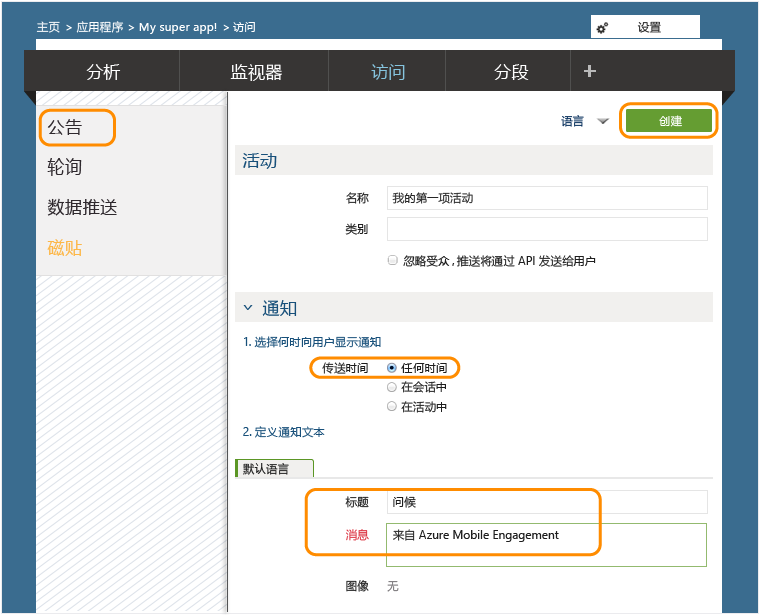 主页 > 应用程序 > My super app! > 访问
设置
分析 监视器 访问 分段 +
公告
轮询
数据推送
磁贴
语言 创建
活动
名称 我的第一项活动
类别
忽略受众,推送将通过 API 发送给用户
通知
1. 选择何时向用户显示通知
传送时间 任何时间
在会话中
在活动中
2. 定义通知文本
默认语言
标题 问候
消息 来自 Azure Mobile Engagement
图像 无